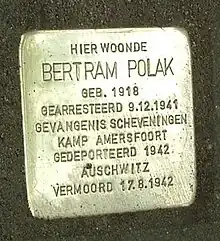 HIER WOONDE
BERTRAM POLAK
GEB. 1918
GEARRESTEERD 9.12.1941
GEVANGENIS SCHEVENINGEN
KAMP AMERSFOORT
GEDEPORTEERD 1942
AUSCHWITZ
VERMOORD 17.8.1942